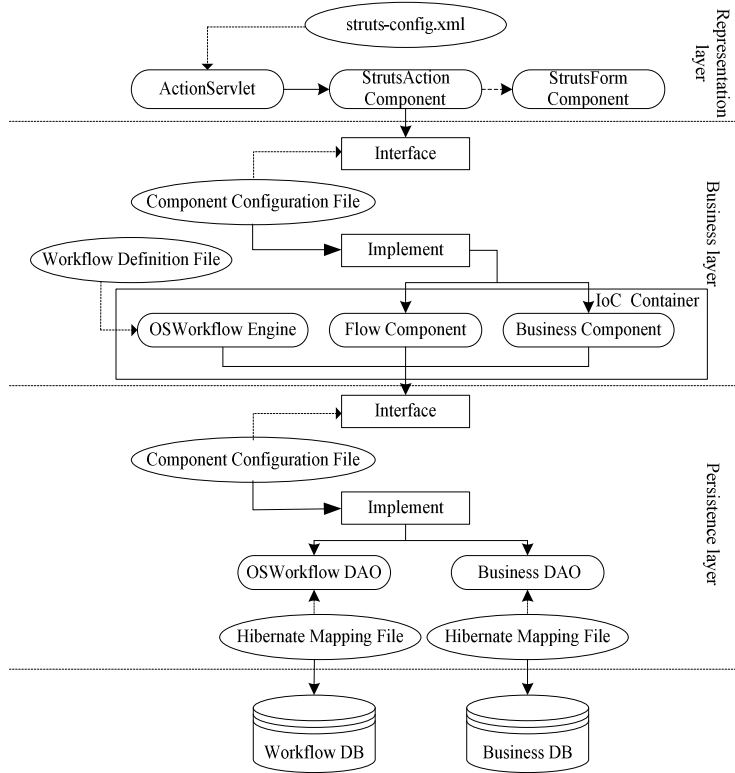 struts-config.xml
Representation
layer
ActionServlet
StrutsAction
Component
StrutsForm
Component
Interface
Component Configuration File
Business layer
Implement
Workflow Definition File
IoC Container
OSWorkflow Engine
Flow Component
Business Component
Interface
Component Configuration File
Persistence layer
Implement
OSWorkflow DAO
Business DAO
Hibernate Mapping File
Hibernate Mapping File
Workflow DB
Business DB